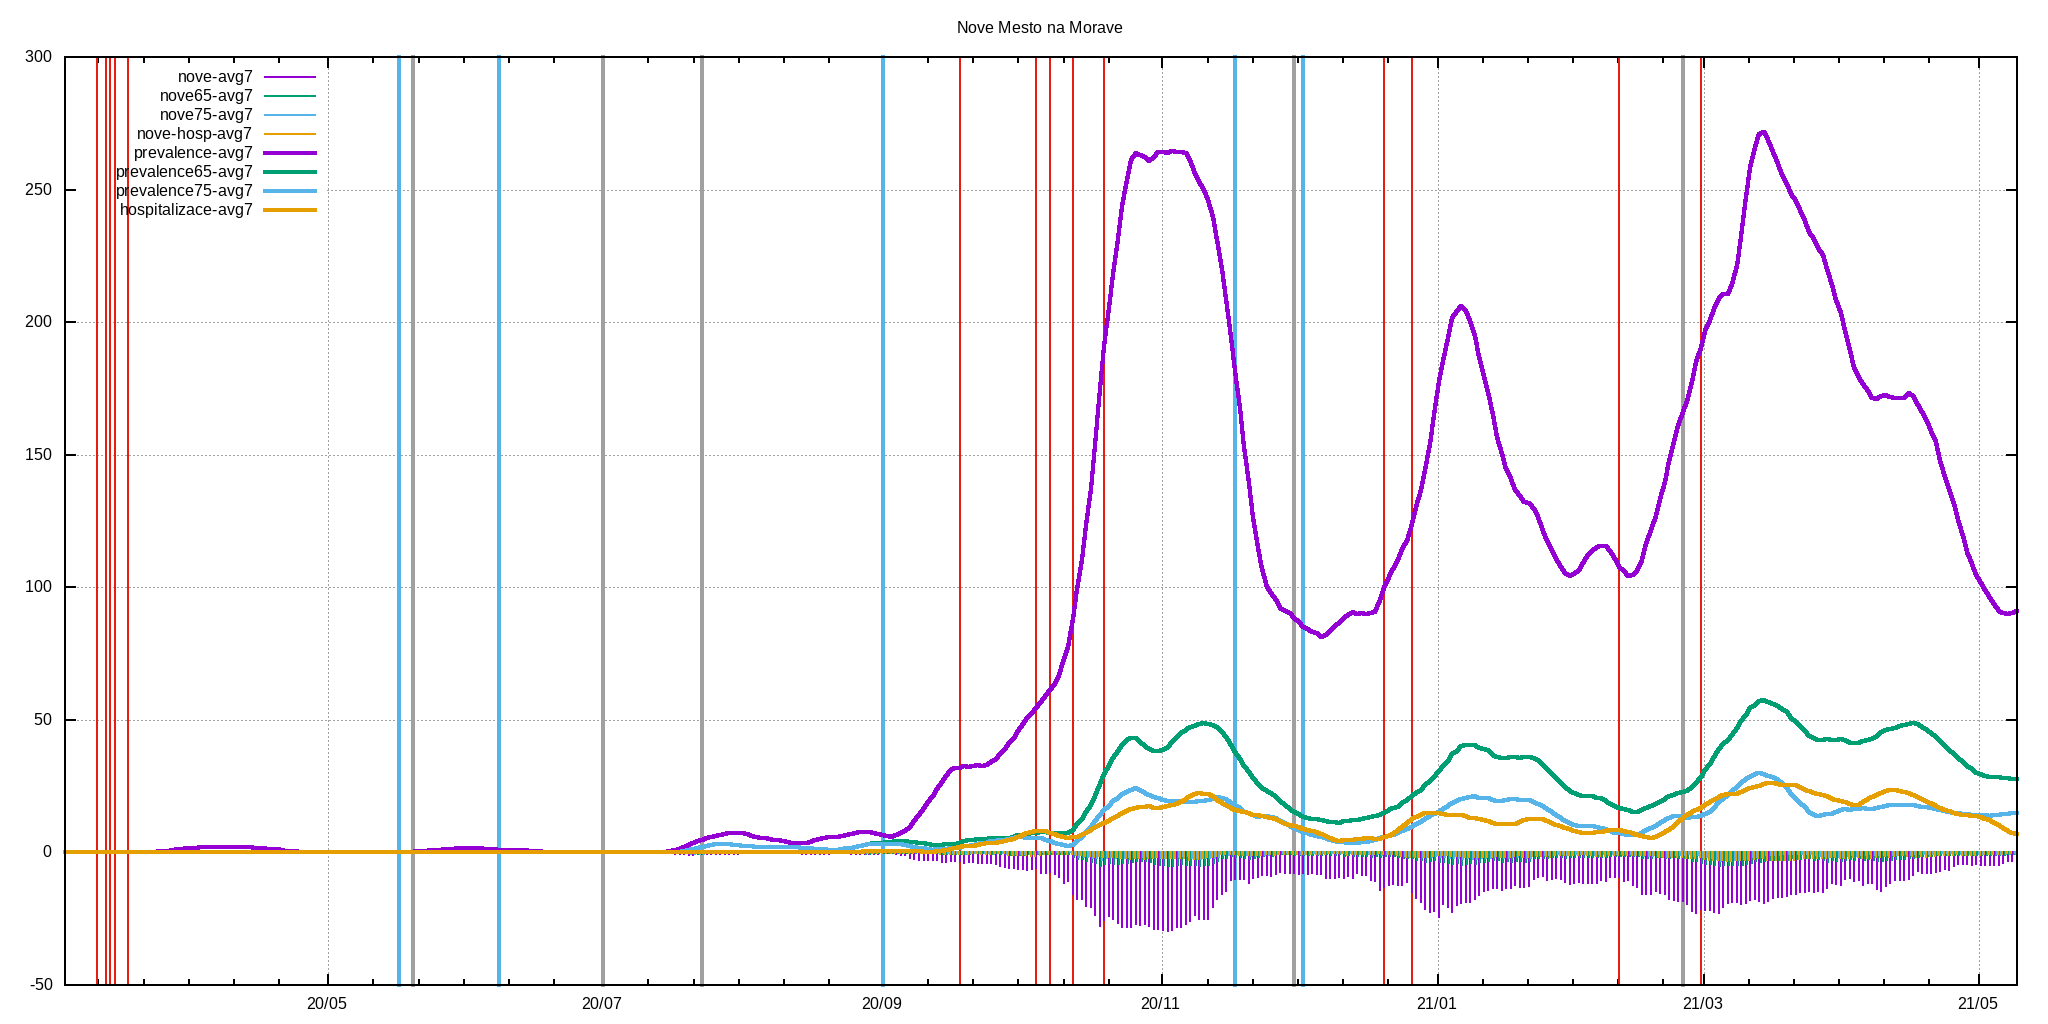 Nove Mesto na Morave
300
250
200
150
100
50
0
-50
nove-avg7
nove65-avg7
nove75-avg7
nove-hosp-avg7
prevalence-avg7
prevalence65-avg7
prevalence75-avg7
hospitalizace-avg7
20/05 20/07 20/09 20/11 21/01 21/03 21/05